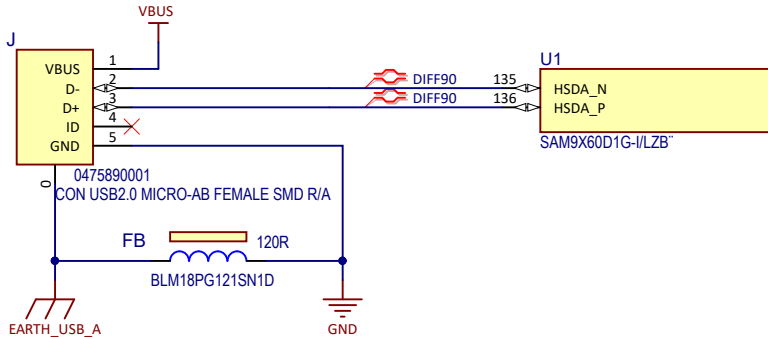 VBUS
J
VBUS 1
D- 2 DIFF90 135 HSDA_N
D+ 3 DIFF90 136 HSDA_P
ID 4
GND 5
U1
SAM9X60D1G-I/LZB¨
0
0475890001
CON USB2.0 MICRO-AB FEMALE SMD R/A
FB 120R
BLM18PG121SN1D
EARTH_USB_A
GND